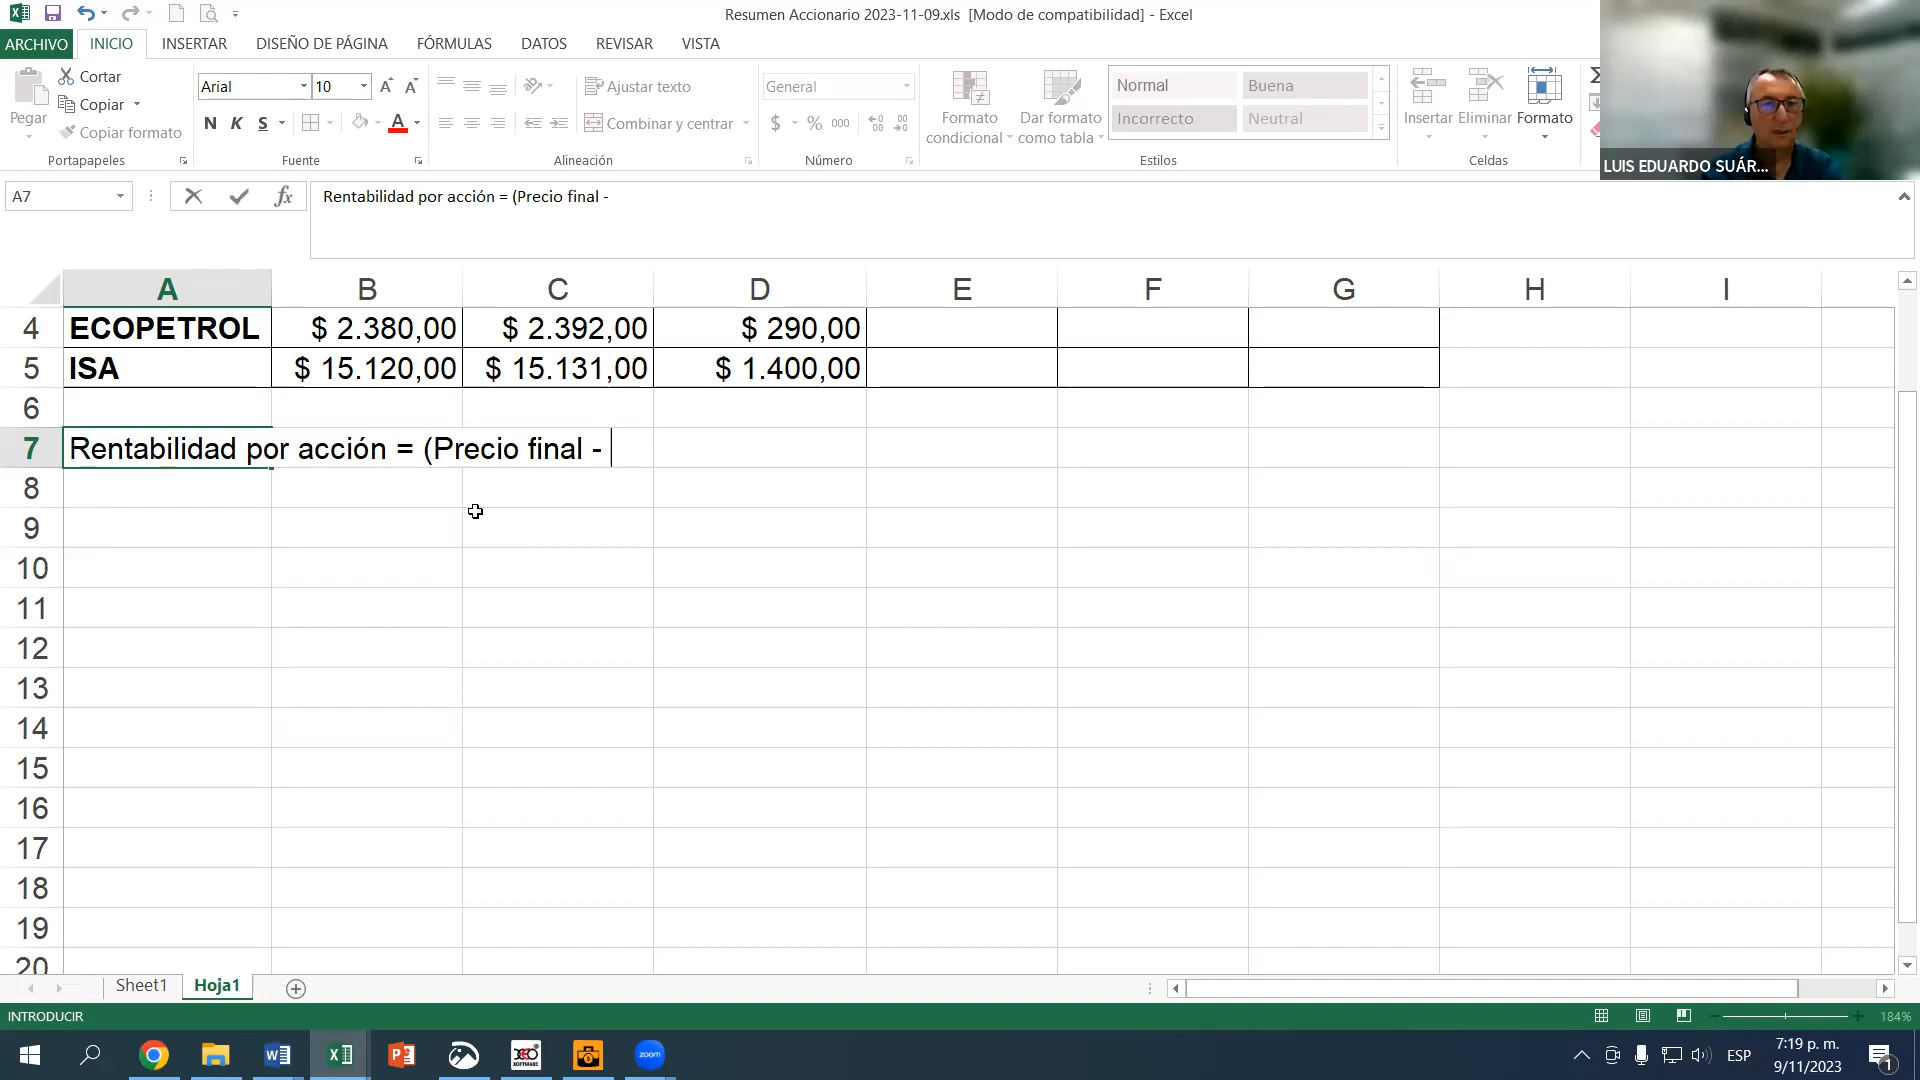 Resumen Accionario 2023-11-09.xls [Modo de compatibilidad] - Excel
ARCHIVO INICIO INSERTAR DISEÑO DE PÁGINA FÓRMULAS DATOS REVISAR VISTA
Pegar
Cortar
Copiar
Copiar formato
Portapapeles
Arial 10
N K S
Fuente
Ajustar texto
Combinar y centrar
Alineación
General
$ % 000
Número
Formato condicional
Dar formato como tabla
Normal Buena
Incorrecto Neutral
Estilos
Insertar Eliminar Formato
Celdas
LUIS EDUARDO SUÁR...
A7 fx Rentabilidad por acción = (Precio final -
A B C D E F G H I
4 ECOPETROL $ 2.380,00 $ 2.392,00 $ 290,00
5 ISA $ 15.120,00 $ 15.131,00 $ 1.400,00
6
7 Rentabilidad por acción = (Precio final -
8
9
10
11
12
13
14
15
16
17
18
19
20
Sheet1 Hoja1
INTRODUCIR 184%
zoom
ESP
7:19 p. m.
9/11/2023
1